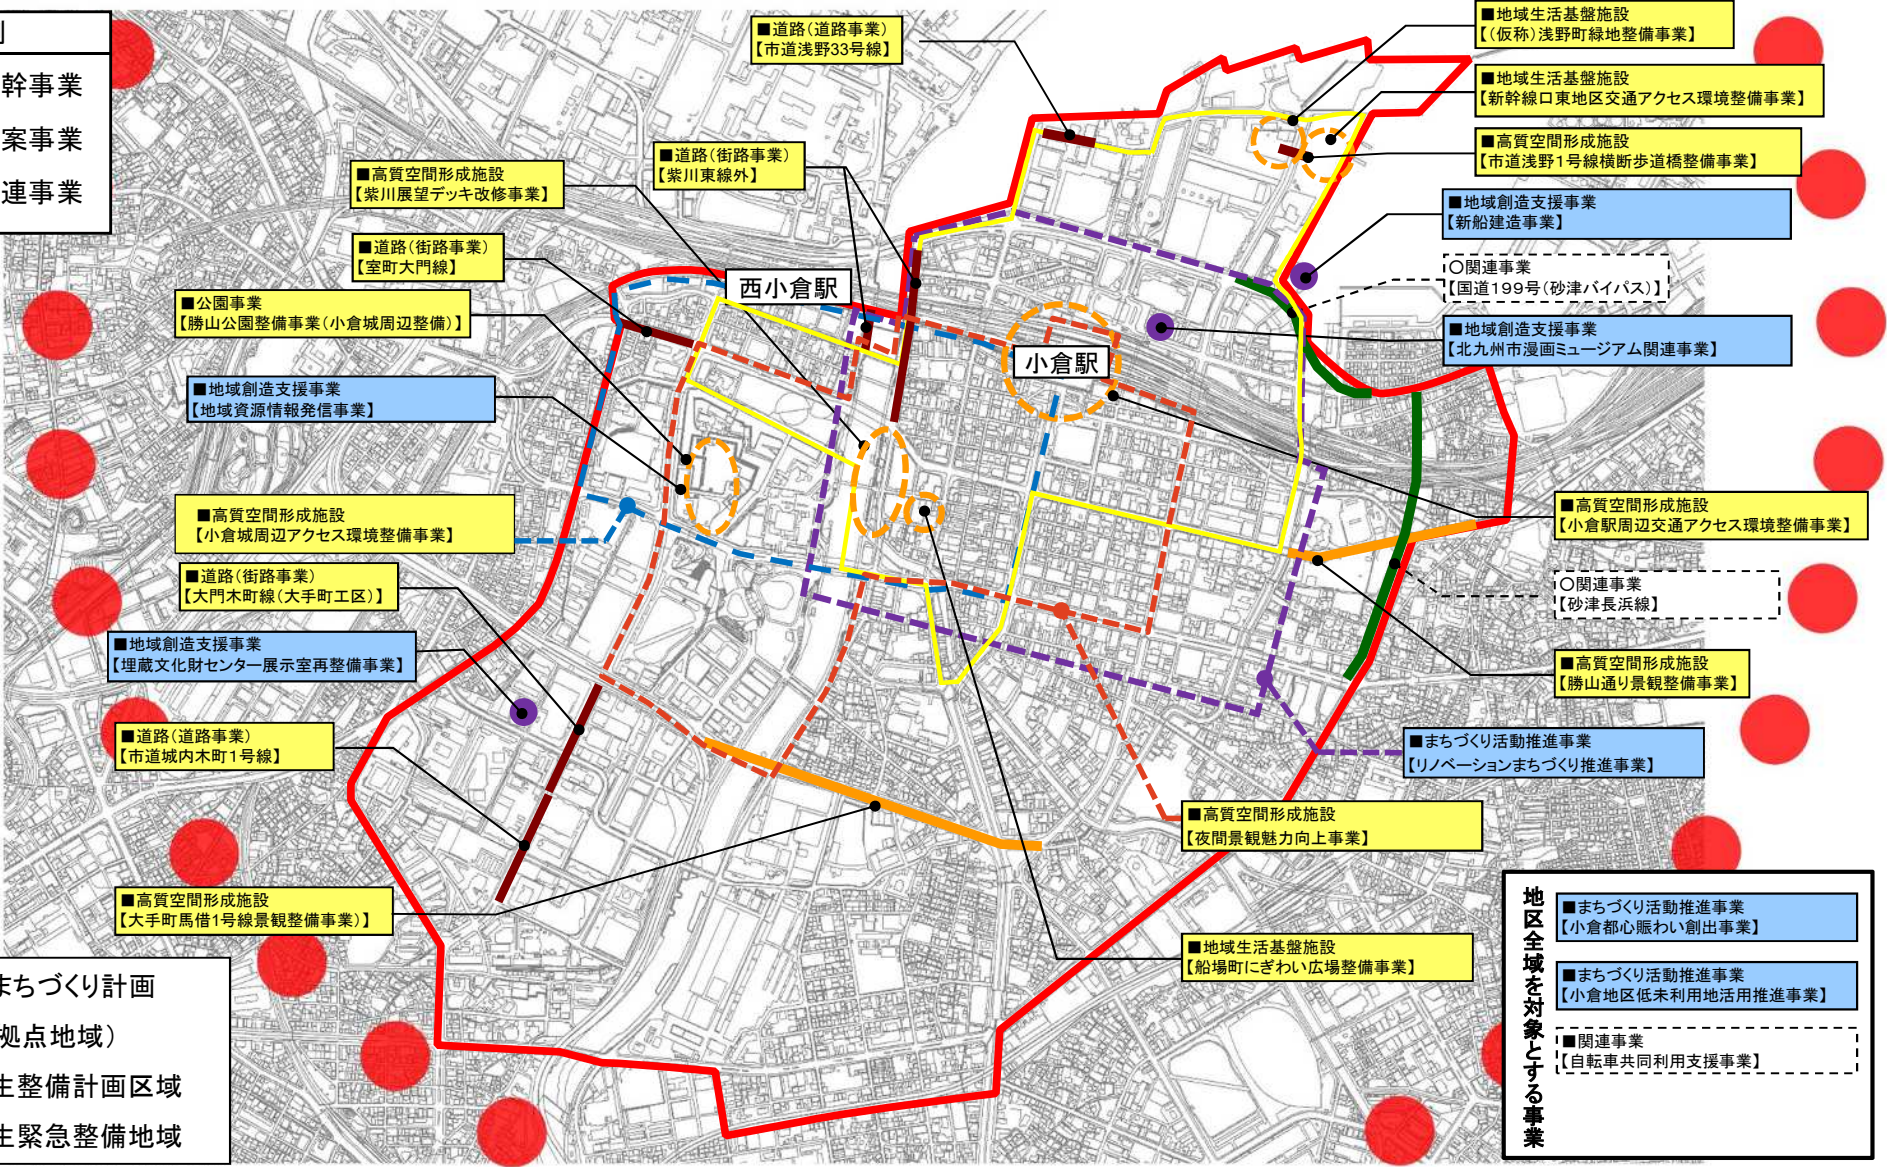 幹事業
案事業
連事業
■道路(道路事業)
【市道浅野33号線】
■地域生活基盤施設
【(仮称)浅野町緑地整備事業】
■地域生活基盤施設
【新幹線口東地区交通アクセス環境整備事業】
■高質空間形成施設
【市道浅野1号線横断歩道橋整備事業】
■道路(街路事業)
【紫川東線外】
■高質空間形成施設
【紫川展望デッキ改修事業】
■地域創造支援事業
【新船建造事業】
■道路(街路事業)
【室町大門線】
○関連事業
【国道199号(砂津バイパス)】
西小倉駅
■公園事業
【勝山公園整備事業(小倉城周辺整備)】
■地域創造支援事業
【北九州市漫画ミュージアム関連事業】
小倉駅
■地域創造支援事業
【地域資源情報発信事業】
■高質空間形成施設
【小倉城周辺アクセス環境整備事業】
■高質空間形成施設
【小倉駅周辺交通アクセス環境整備事業】
■道路(街路事業)
【大門木町線(大手町工区)】
○関連事業
【砂津長浜線】
■地域創造支援事業
【埋蔵文化財センター展示室再整備事業】
■高質空間形成施設
【勝山通り景観整備事業】
■道路(道路事業)
【市道城内木町1号線】
■まちづくり活動推進事業
【リノベーションまちづくり推進事業】
■高質空間形成施設
【夜間景観魅力向上事業】
■高質空間形成施設
【大手町馬借1号線景観整備事業)】
■地域生活基盤施設
【船場町にぎわい広場整備事業】
まちづくり計画
拠点地域)
生整備計画区域
生緊急整備地域
地区全域を対象とする事業
■まちづくり活動推進事業
【小倉都心賑わい創出事業】
■まちづくり活動推進事業
【小倉地区低未利用地活用推進事業】
■関連事業
【自転車共同利用支援事業】